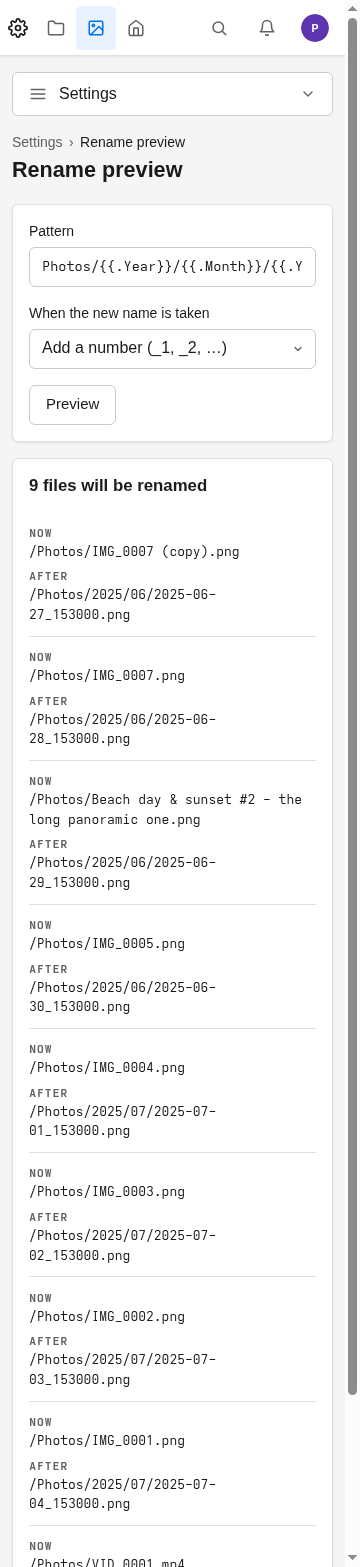 P
Settings
Settings › Rename preview
Rename preview
Pattern
Photos/{{.Year}}/{{.Month}}/{{.Y
When the new name is taken
Add a number (_1, _2, …)
Preview
9 files will be renamed
NOW
/Photos/IMG_0007 (copy).png
AFTER
/Photos/2025/06/2025-06-
27_153000.png
NOW
/Photos/IMG_0007.png
AFTER
/Photos/2025/06/2025-06-
28_153000.png
NOW
/Photos/Beach day & sunset #2 – the
long panoramic one.png
AFTER
/Photos/2025/06/2025-06-
29_153000.png
NOW
/Photos/IMG_0005.png
AFTER
/Photos/2025/06/2025-06-
30_153000.png
NOW
/Photos/IMG_0004.png
AFTER
/Photos/2025/07/2025-07-
01_153000.png
NOW
/Photos/IMG_0003.png
AFTER
/Photos/2025/07/2025-07-
02_153000.png
NOW
/Photos/IMG_0002.png
AFTER
/Photos/2025/07/2025-07-
03_153000.png
NOW
/Photos/IMG_0001.png
AFTER
/Photos/2025/07/2025-07-
04_153000.png
NOW
/Photos/VID_0001.mp4